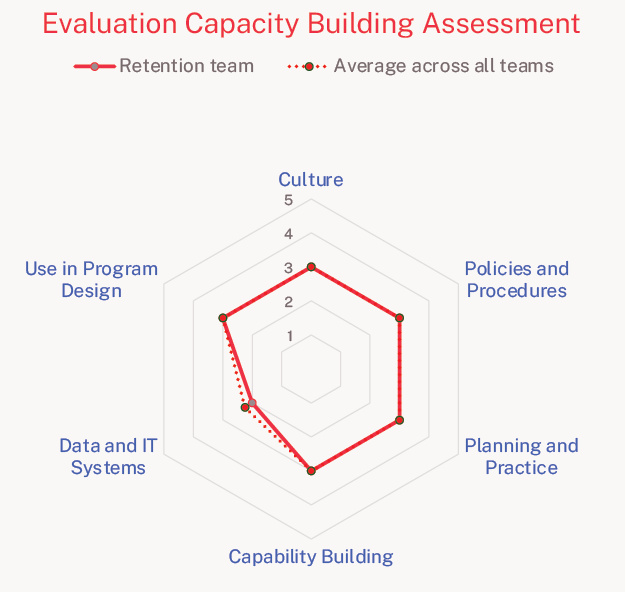 Evaluation Capacity Building Assessment
Retention team
Average across all teams
Culture
5
4
3
2
1
Use in Program
Design
Policies and
Procedures
Data and IT
Systems
Planning and
Practice
Capability Building